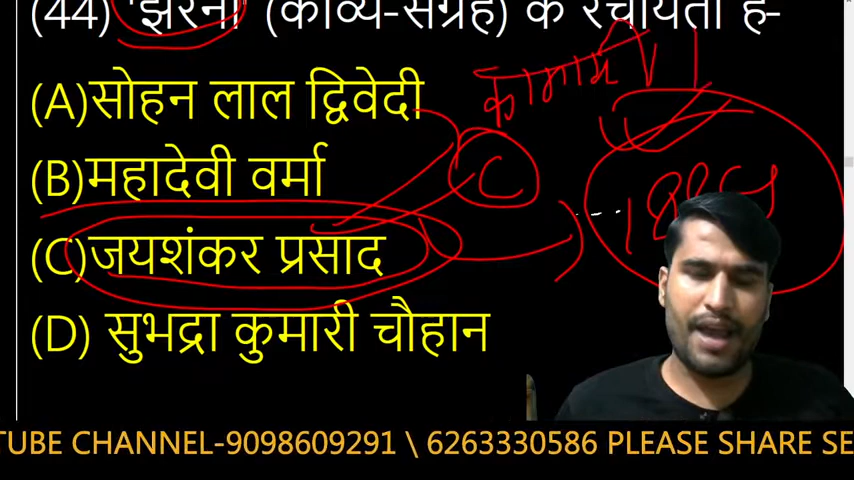 (44) 'झरना' (काव्य-संग्रह) के रचयिता है-
(A)सोहन लाल द्विवेदी
(B)महादेवी वर्मा
C
(C)जयशंकर प्रसाद
(D) सुभद्रा कुमारी चौहान
TUBE CHANNEL-9098609291 \ 6263330586 PLEASE SHARE SE